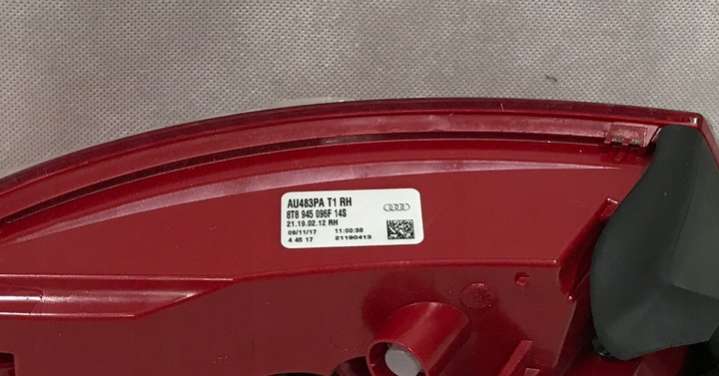 AU483PA T1 RH
8T8 945 096F 14S
21.19.02.12 RH
09/11/17 11:00:38
4 45 17 21190413